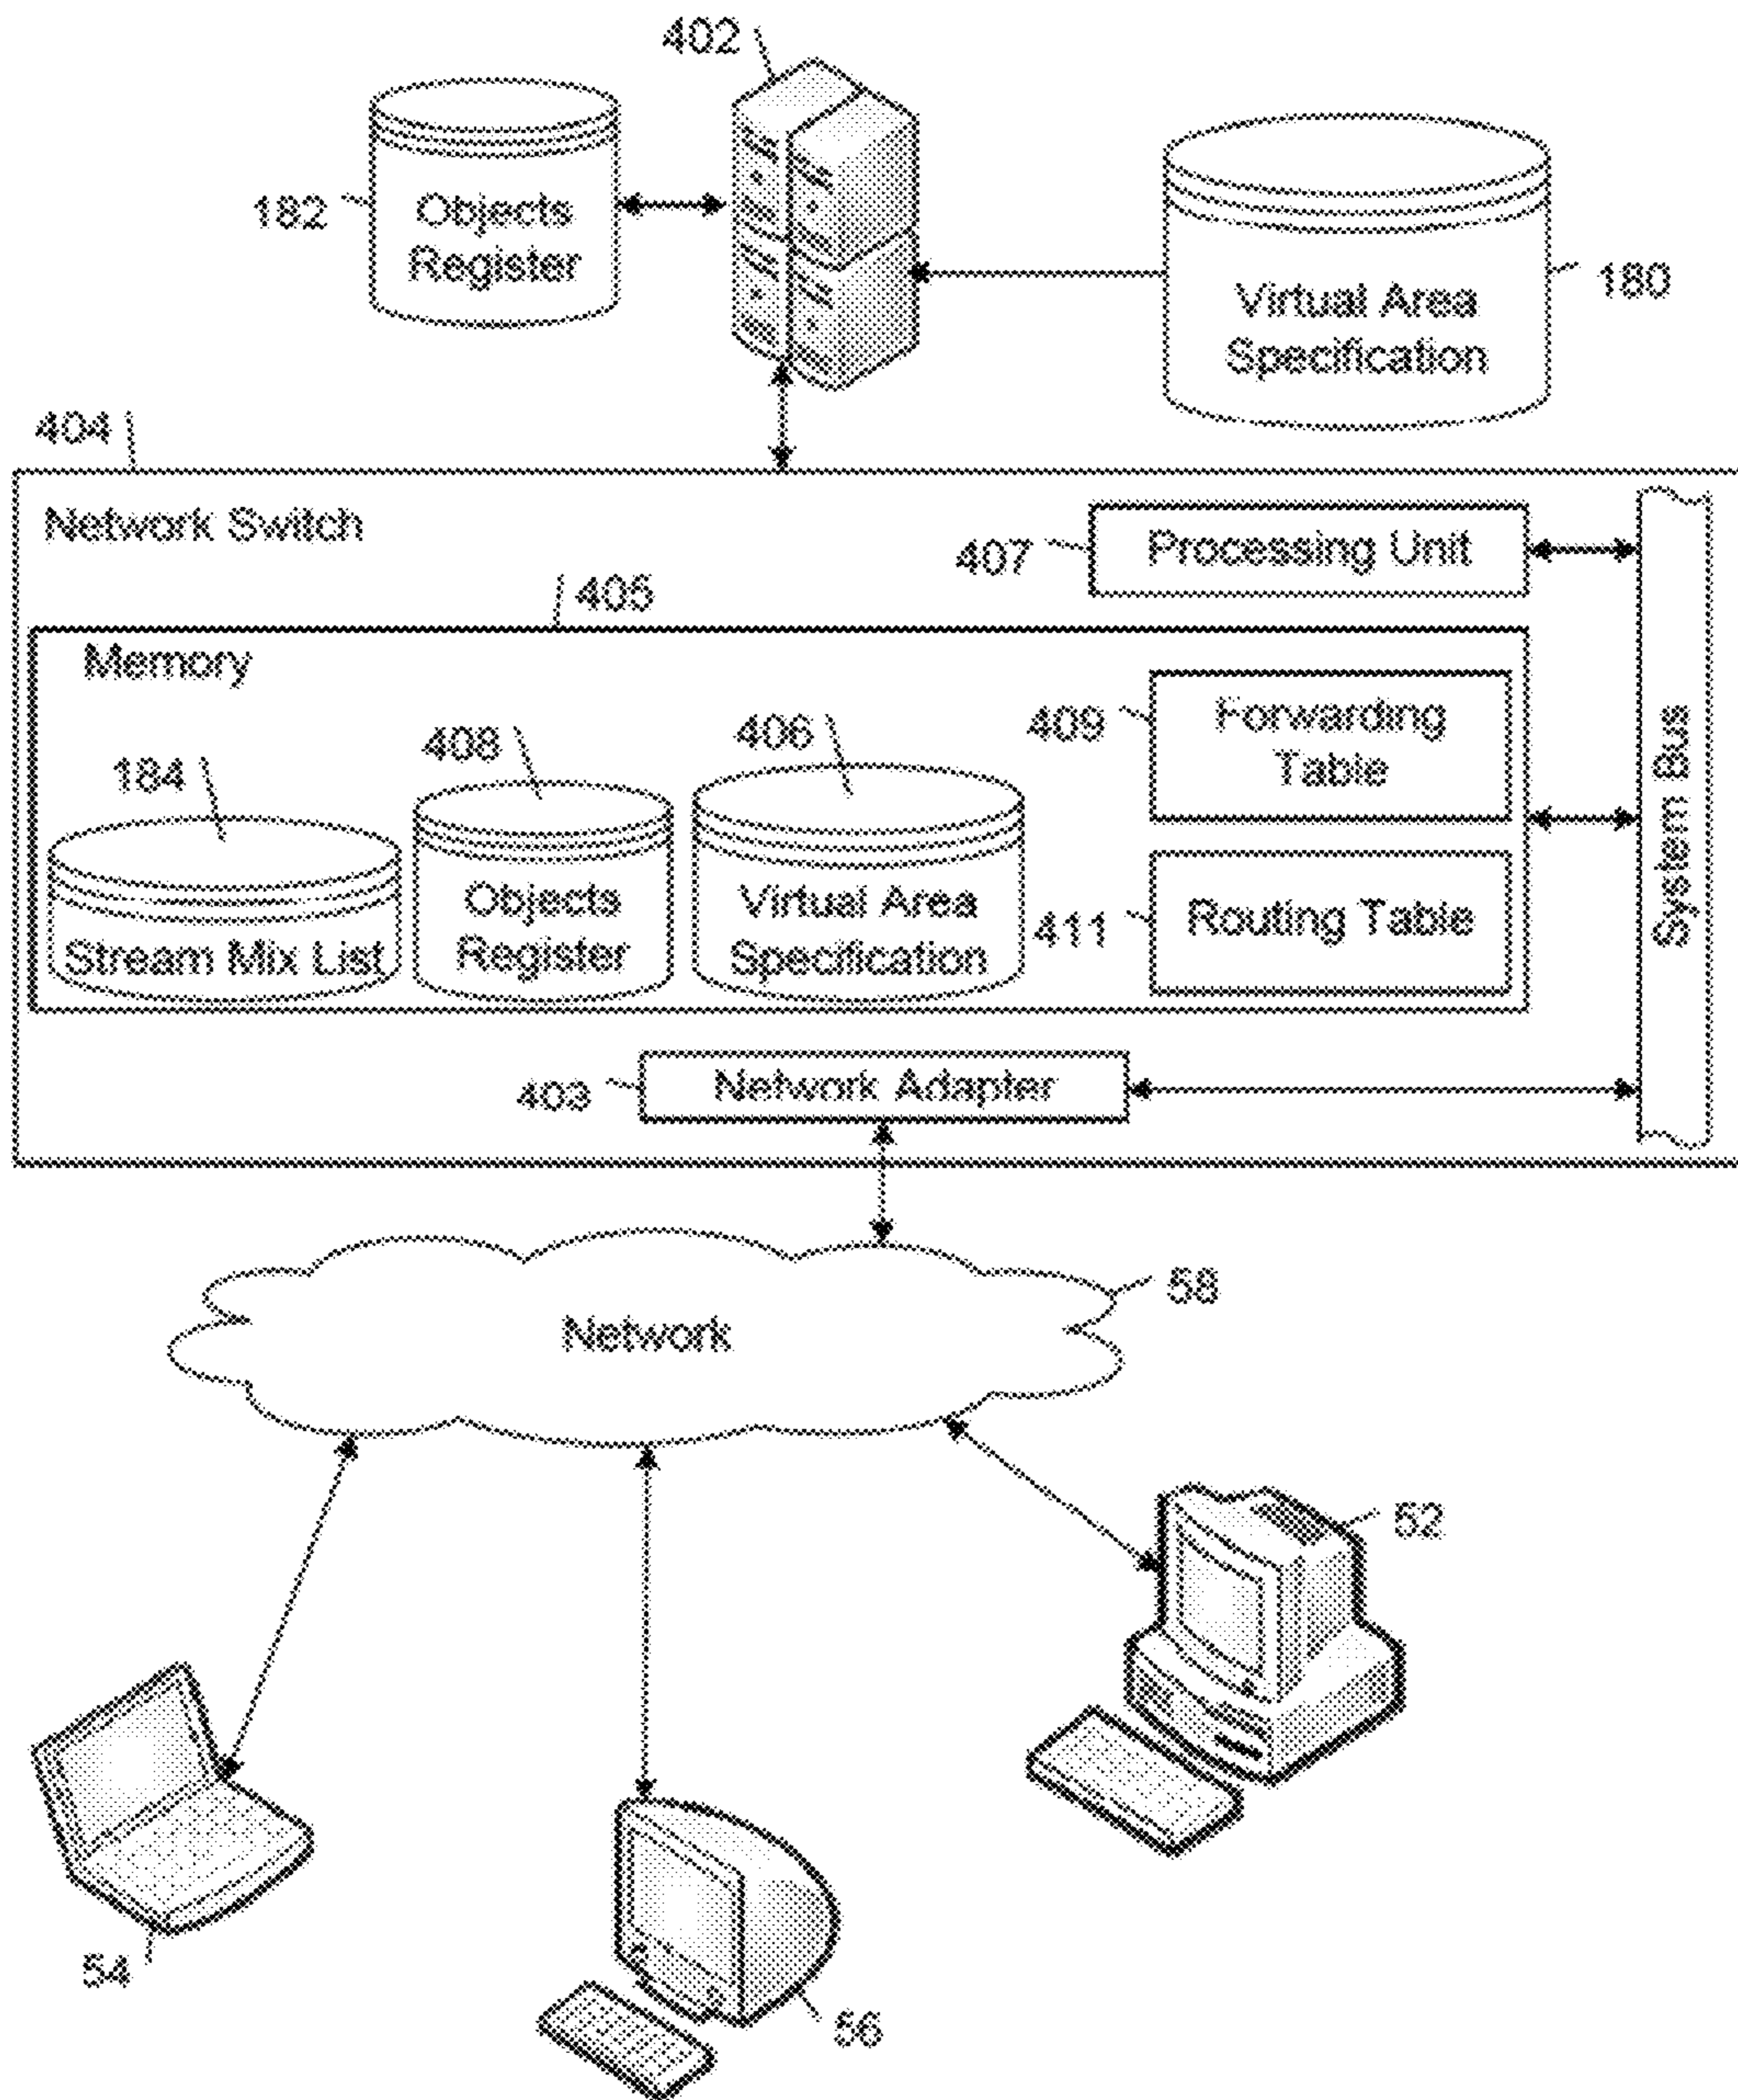 402
182
Objects
Register
Virtual Area
Specification
180
404
Network Switch
407
Processing Unit
405
Memory
184
408
406
409
Forwarding
Table
Stream Mix List
Objects
Register
Virtual Area
Specification
411
Routing Table
System Bus
403
Network Adapter
58
Network
52
54
56